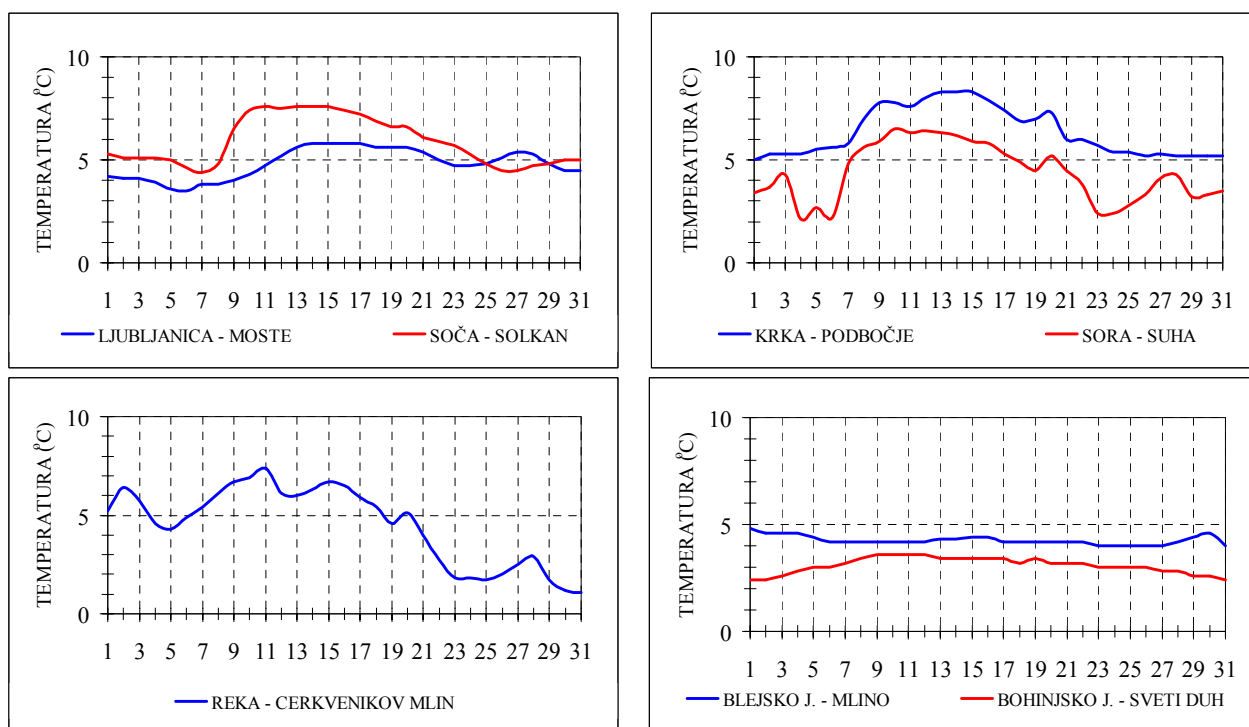 TEMPERATURA (ºC)
10
5
0
1 3 5 7 9 11 13 15 17 19 21 23 25 27 29 31
LJUBLJANICA - MOSTE SOČA - SOLKAN
TEMPERATURA (ºC)
10
5
0
1 3 5 7 9 11 13 15 17 19 21 23 25 27 29 31
KRKA - PODBOČJE SORA - SUHA
TEMPERATURA (ºC)
10
5
0
1 3 5 7 9 11 13 15 17 19 21 23 25 27 29 31
REKA - CERKVENIKOV MLIN
TEMPERATURA (ºC)
10
5
0
1 3 5 7 9 11 13 15 17 19 21 23 25 27 29 31
BLEJSKO J. - MLINO BOHINJSKO J. - SVETI DUH